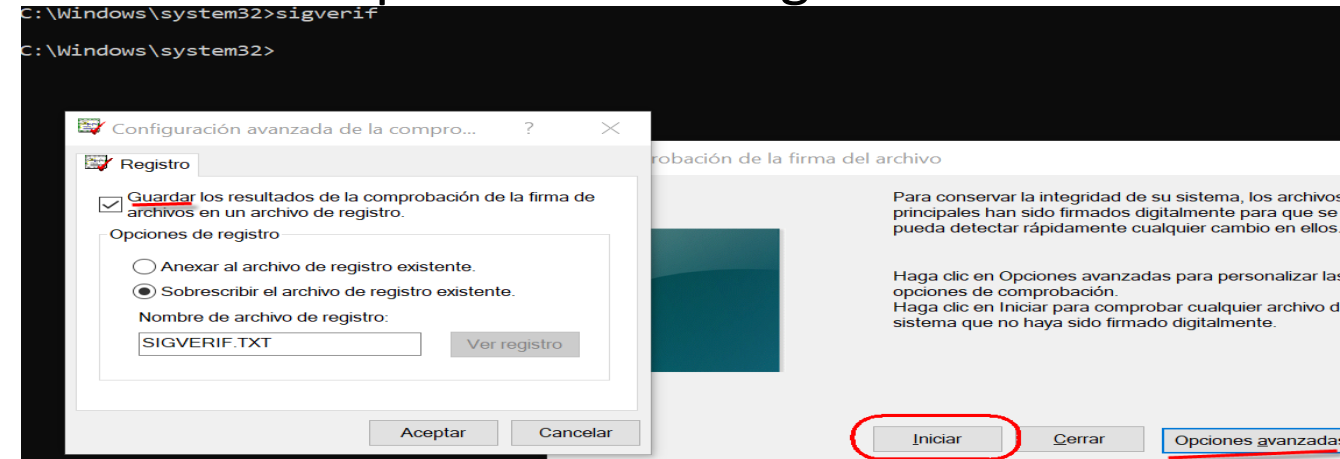 C:\Windows\system32>sigverif
C:\Windows\system32>
Configuración avanzada de la compro... ? ×
Registro
Guardar los resultados de la comprobación de la firma de
archivos en un archivo de registro.
Opciones de registro
Anexar al archivo de registro existente.
Sobrescribir el archivo de registro existente.
Nombre de archivo de registro:
SIGVERIF.TXT
Ver registro
Aceptar
Cancelar
robación de la firma del archivo
Para conservar la integridad de su sistema, los archivos
principales han sido firmados digitalmente para que se
pueda detectar rápidamente cualquier cambio en ellos.
Haga clic en Opciones avanzadas para personalizar las
opciones de comprobación.
Haga clic en Iniciar para comprobar cualquier archivo d
sistema que no haya sido firmado digitalmente.
Iniciar
Cerrar
Opciones avanzadas